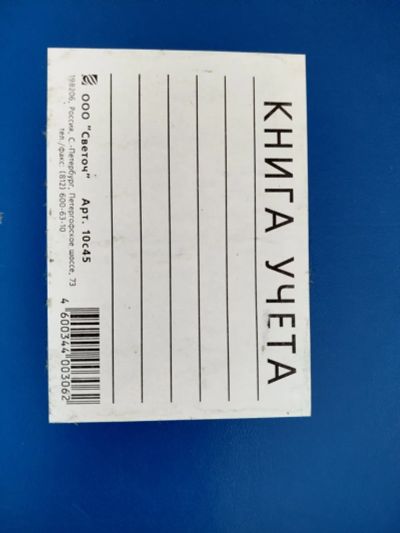 КНИГА УЧЕТА
ООО "Светоч" Арт. 10с45
198206, Россия, С.-Петербург, Петергофское шоссе, 73
тел./факс: (812) 600-63-10
4 600344 003062